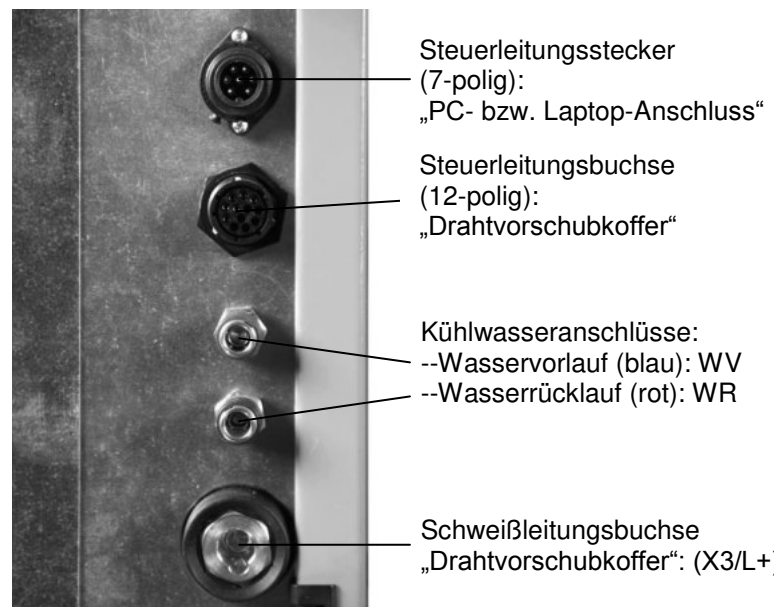 Steuerleitungsstecker
(7-polig):
„PC- bzw. Laptop-Anschluss“
Steuerleitungsbuchse
(12-polig):
„Drahtvorschubkoffer“
Kühlwasseranschlüsse:
--Wasservorlauf (blau): WV
--Wasserrücklauf (rot): WR
Schweißleitungsbuchse
„Drahtvorschubkoffer“: (X3/L+)